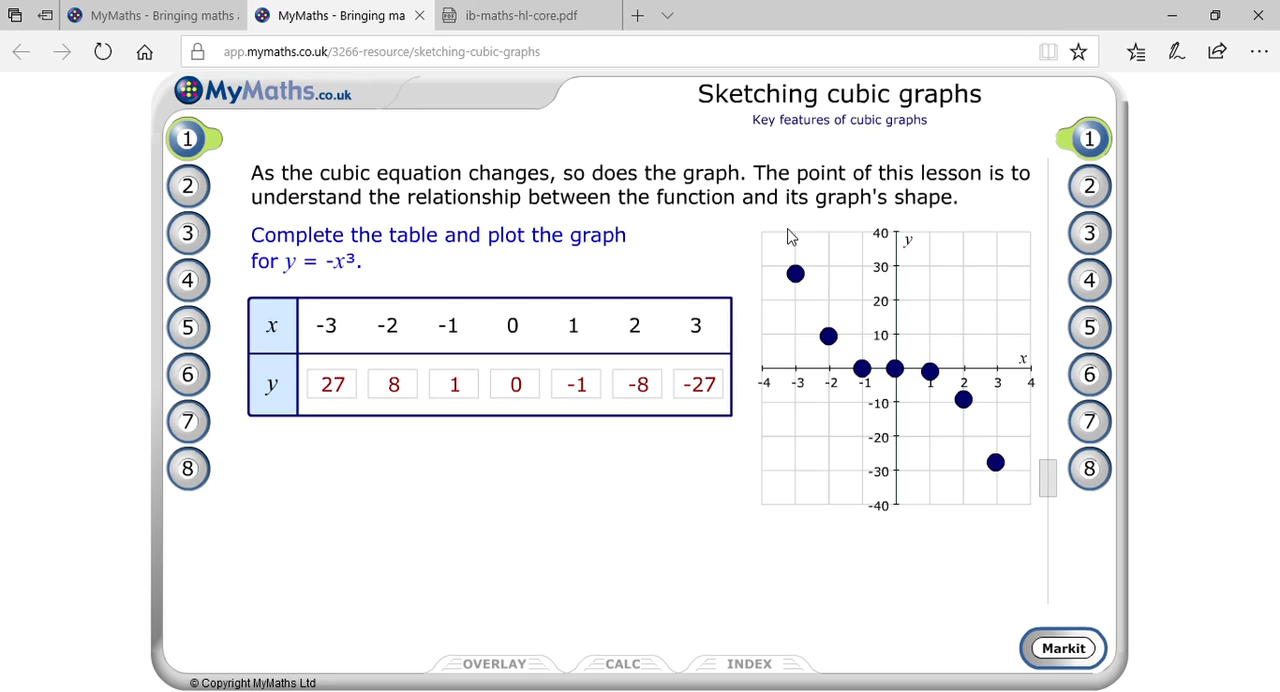 MyMaths - Bringing maths
MyMaths - Bringing ma
ib-maths-hl-core.pdf
app.mymaths.co.uk/3266-resource/sketching-cubic-graphs
MyMaths.co.uk
Sketching cubic graphs
Key features of cubic graphs
1
2
3
4
5
6
7
8
As the cubic equation changes, so does the graph. The point of this lesson is to
understand the relationship between the function and its graph's shape.
Complete the table and plot the graph
for y = -x³.
x -3 -2 -1 0 1 2 3
y 27 8 1 0 -1 -8 -27
40 y
30
20
10
x
-4 -3 -2 -1 1 2 3 4
-10
-20
-30
-40
1
2
3
4
5
6
7
8
Markit
OVERLAY CALC INDEX
© Copyright MyMaths Ltd